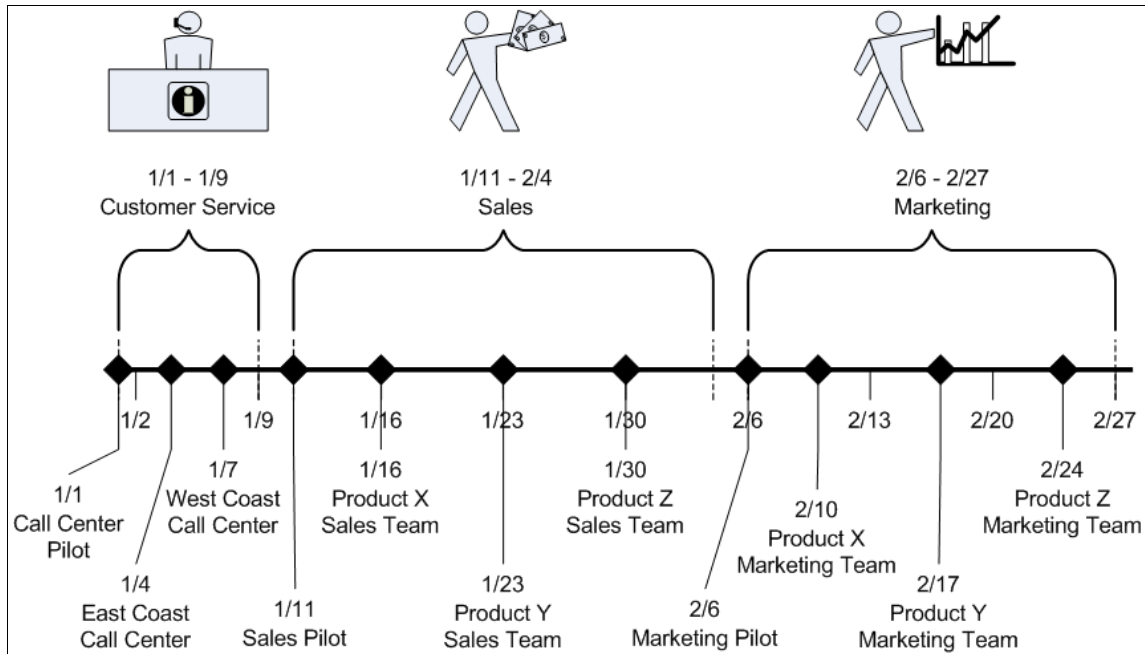 1/1 - 1/9
Customer Service
1/11 - 2/4
Sales
2/6 - 2/27
Marketing
1/2
1/9
1/16
1/23
1/30
2/6
2/13
2/20
2/27
1/1
Call Center
Pilot
1/4
East Coast
Call Center
1/7
West Coast
Call Center
1/11
Sales Pilot
1/16
Product X
Sales Team
1/23
Product Y
Sales Team
1/30
Product Z
Sales Team
2/6
Marketing Pilot
2/10
Product X
Marketing Team
2/17
Product Y
Marketing Team
2/24
Product Z
Marketing Team